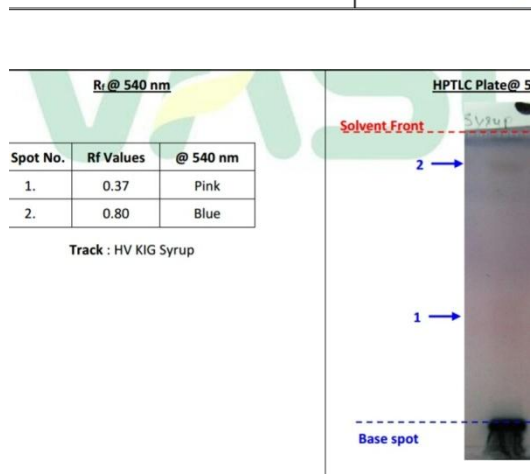 Rf @ 540 nm
Spot No. Rf Values @ 540 nm
1. 0.37 Pink
2. 0.80 Blue
Track : HV KIG Syrup
HPTLC Plate@ 5
Syrup
Solvent Front
2
1
Base spot